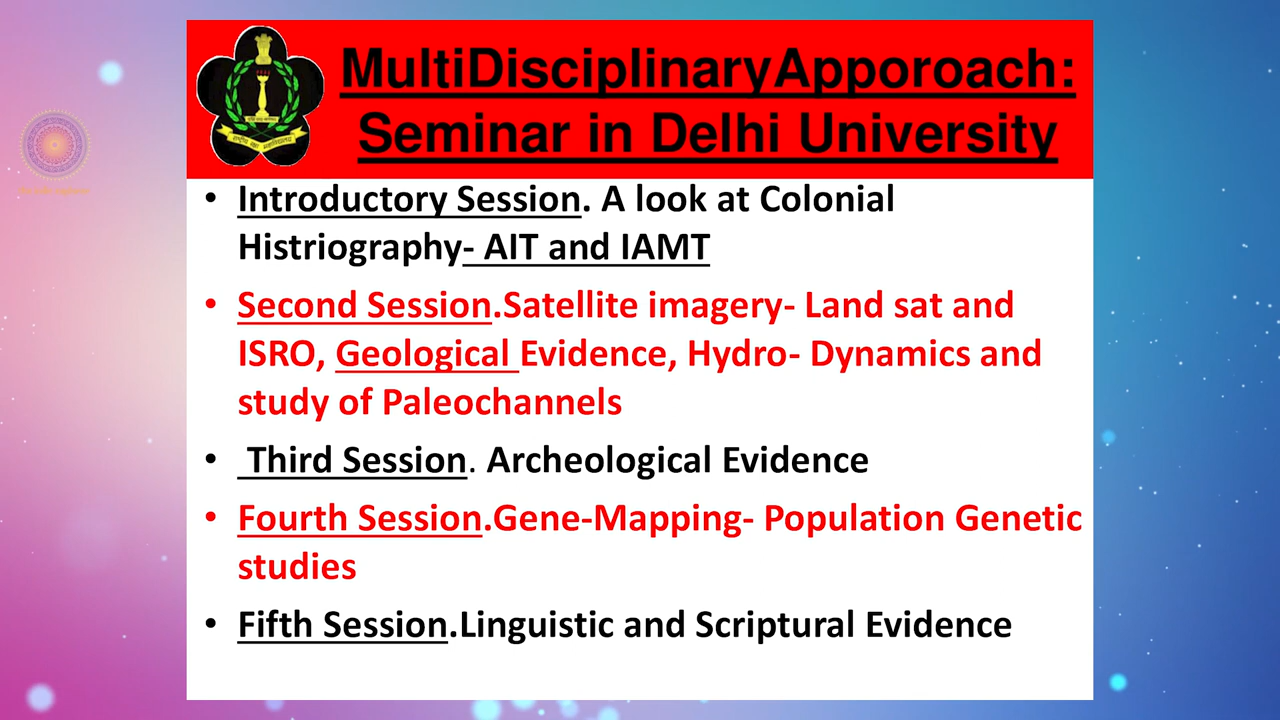 MultiDisciplinaryApporoach:
Seminar in Delhi University
• Introductory Session. A look at Colonial
Histriography- AIT and IAMT
• Second Session.Satellite imagery- Land sat and
ISRO, Geological Evidence, Hydro- Dynamics and
study of Paleochannels
• Third Session. Archeological Evidence
• Fourth Session.Gene-Mapping- Population Genetic
studies
• Fifth Session.Linguistic and Scriptural Evidence